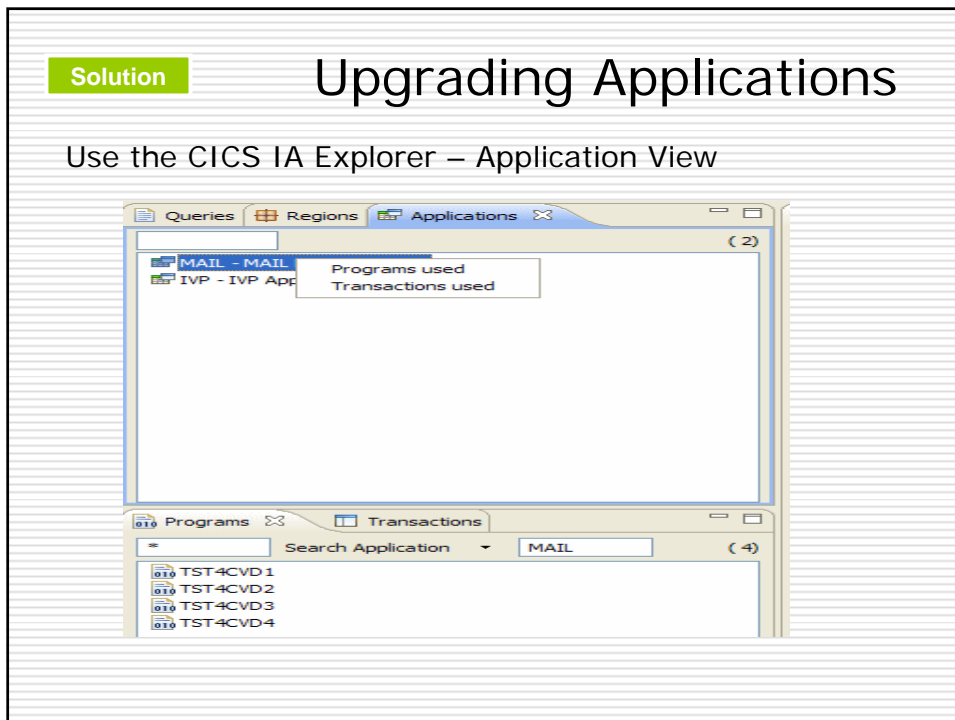 Solution
Upgrading Applications
Use the CICS IA Explorer – Application View
Queries Regions Applications
( 2)
MAIL - MAIL
Programs used
IVP - IVP App
Transactions used
Programs Transactions
* Search Application MAIL ( 4)
TST4CVD1
TST4CVD2
TST4CVD3
TST4CVD4